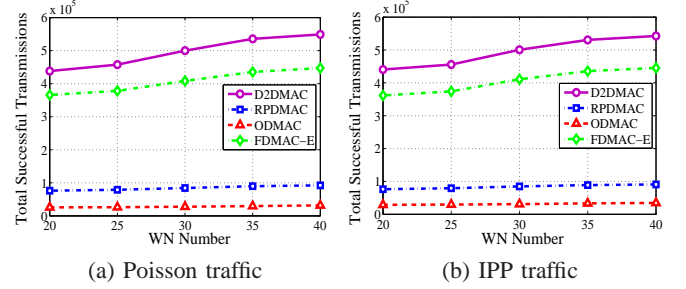 x 10^5
6
5
4
3
2
1
0
20 25 30 35 40
WN Number
Total Successful Transmissions
D2DMAC
RPDMAC
ODMAC
FDMAC-E
(a) Poisson traffic
x 10^5
6
5
4
3
2
1
0
20 25 30 35 40
WN Number
Total Successful Transmissions
D2DMAC
RPDMAC
ODMAC
FDMAC-E
(b) IPP traffic